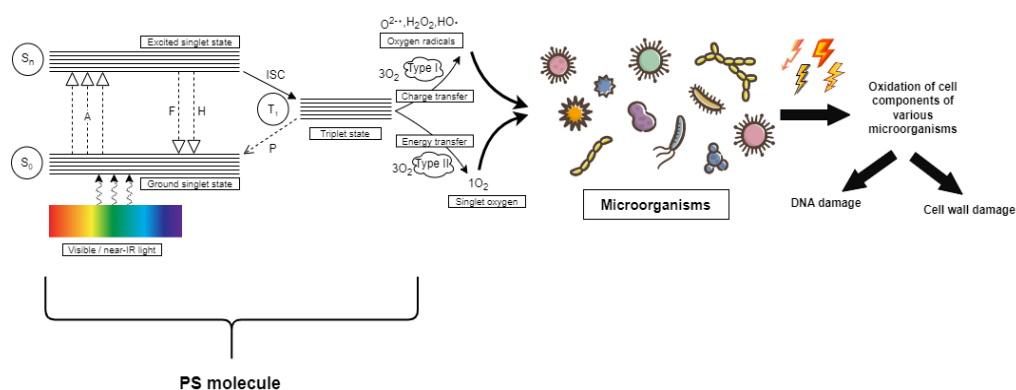 O²⁻•,H₂O₂,HO•
Oxygen radicals
Excited singlet state
Sn
3O₂
Type I
ISC
Charge transfer
T₁
A
F
H
Triplet state
P
Energy transfer
3O₂
Type II
S₀
Ground singlet state
1O₂
Singlet oxygen
Visible / near-IR light
PS molecule
Microorganisms
Oxidation of cell
components of
various
microorganisms
DNA damage
Cell wall damage